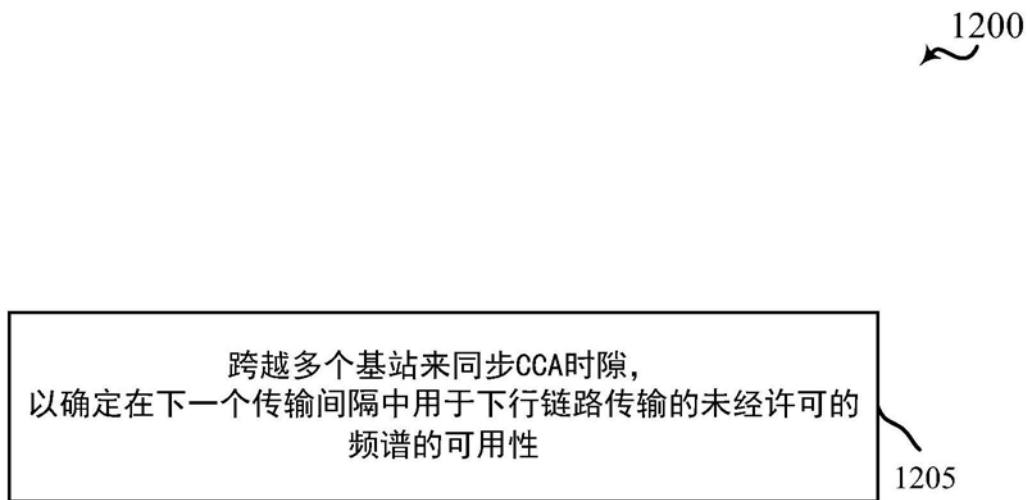 1200
跨越多个基站来同步CCA时隙，
以确定在下一个传输间隔中用于下行链路传输的未经许可的
频谱的可用性
1205